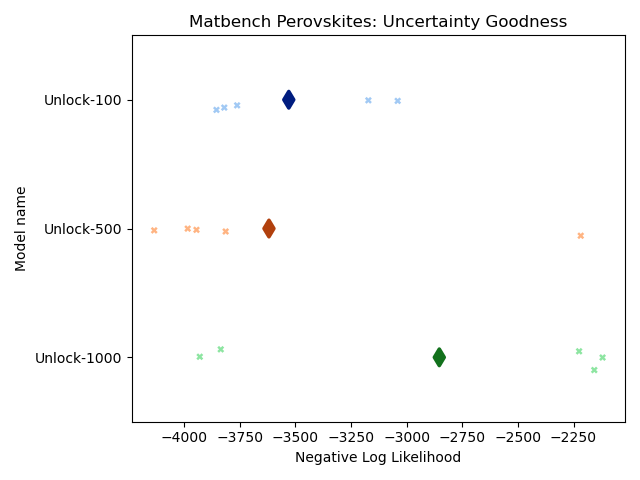 Matbench Perovskites: Uncertainty Goodness
Unlock-100
Unlock-500
Unlock-1000
Model name
−4000 −3750 −3500 −3250 −3000 −2750 −2500 −2250
Negative Log Likelihood